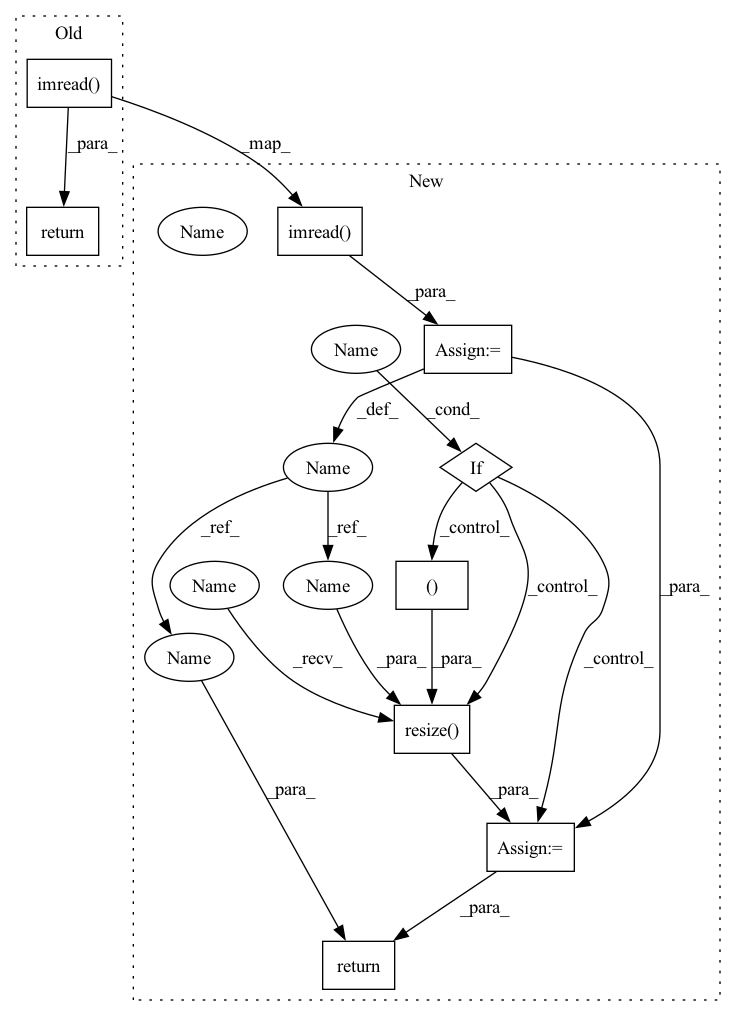 Old
imread()
_para_
_map_
New
return
Name
imread()
_para_
Name
Assign:=
_def_
_cond_
Name
If
_ref_
_ref_
_control_
_control_
_para_
Name
Name
()
_control_
Name
_recv_
_para_
_para_
resize()
_para_
_para_
Assign:=
_para_
return